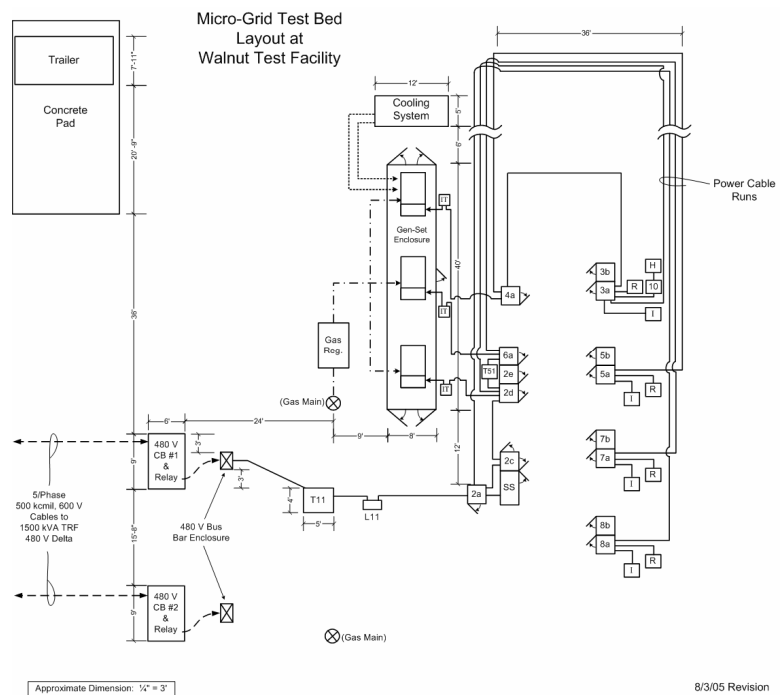 Micro-Grid Test Bed
Layout at
Walnut Test Facility
Trailer
7'-11"
Concrete
Pad
20'-9"
36'
12'
Cooling
System
5'
6'
36'
Power Cable
Runs
IT
Gen-Set
Enclosure
40'
IT
IT
4a
3b
3a
H
R
10
I
6a
T51
2e
2d
5b
5a
R
I
Gas
Reg.
(Gas Main)
6'
24'
9'
8'
12'
480 V
CB #1
&
Relay
9'
3'
3'
T11
4'
5'
L11
2a
2c
SS
7b
7a
R
I
8b
8a
R
I
5/Phase
500 kcmil, 600 V
Cables to
1500 kVA TRF
480 V Delta
15'-6"
480 V Bus
Bar Enclosure
480 V
CB #2
&
Relay
9'
(Gas Main)
Approximate Dimension: ¼" = 3'
8/3/05 Revision